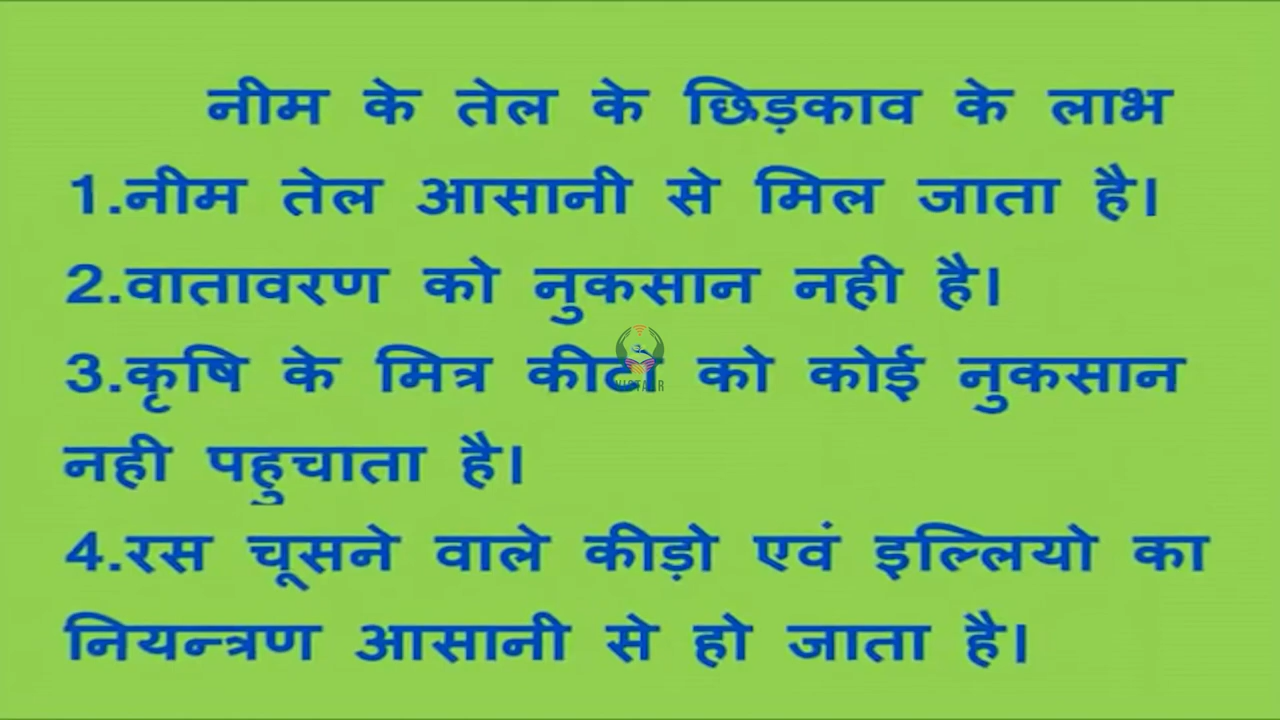 नीम के तेल के छिड़काव के लाभ
1.नीम तेल आसानी से मिल जाता है।
2.वातावरण को नुकसान नही है।
3.कृषि के मित्र कीटो को कोई नुकसान
नही पहुचाता है।
4.रस चूसने वाले कीड़ो एवं इल्लियो का
नियन्त्रण आसानी से हो जाता है।